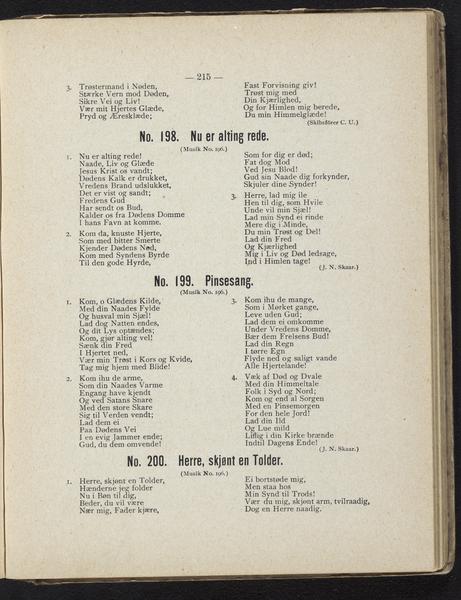 — 215 —
3. Trøstermand i Nøden,
Stærke Vern mod Døden,
Sikre Vei og Liv!
Vær mit Hjertes Glæde,
Pryd og Æresklæde;
Fast Forvisning giv!
Trøst mig med
Din Kjærlighed,
Og for Himlen mig berede,
Du min Himmelglæde!
(Skibsfører C. U.)
No. 198. Nu er alting rede.
(Musik No. 196.)
1. Nu er alting rede!
Naade, Liv og Glæde
Jesus Krist os vandt;
Dødens Kalk er drukket,
Vredens Brand udslukket,
Det er vist og sandt;
Fredens Gud
Har sendt os Bud,
Kalder os fra Dødens Domme
I hans Favn at komme.
2. Kom da, knuste Hjerte,
Som med bitter Smerte
Kjender Dødens Nød,
Kom med Syndens Byrde
Til den gode Hyrde,
Som for dig er død;
Fat dog Mod
Ved Jesu Blod!
Gud sin Naade dig forkynder,
Skjuler dine Synder!
3. Herre, lad mig ile
Hen til dig, som Hvile
Unde vil min Sjæl!
Lad min Synd ei rinde
Mere dig i Minde,
Du min Trøst og Del!
Lad din Fred
Og Kjærlighed
Mig i Liv og Død ledrage,
Ind i Himlen tage!
(J. N. Skaar.)
No. 199. Pinsesang.
(Musik No. 196.)
1. Kom, o Glædens Kilde,
Med din Naades Fylde
Og husval min Sjæl!
Lad dog Natten endes,
Og dit Lys optændes;
Kom, gjør alting vel!
Sænk din Fred
I Hjertet ned,
Vær min Trøst i Kors og Kvide,
Tag mig hjem med Blide!
2. Kom ihu de arme,
Som din Naades Varme
Engang have kjendt
Og ved Satans Snare
Med den store Skare
Sig til Verden vendt;
Lad dem ei
Paa Dødens Vei
I en evig Jammer ende;
Gud, du dem omvende!
3. Kom ihu de mange,
Som i Mørket gange,
Leve uden Gud;
Lad dem ei omkomme
Under Vredens Domme,
Bær dem Frelsens Bud!
Lad din Regn
I tørre Egn
Flyde ned og saligt vande
Alle Hjertelande!
4. Væk af Død og Dvale
Med din Himmeltale
Folk i Syd og Nord;
Kom og end al Sorgen
Med en Pinsemorgen
For den hele Jord!
Lad din Ild
Og Lue mild
Liflig i din Kirke brænde
Indtil Dagens Ende!
(J. N. Skaar.)
No. 200. Herre, skjønt en Tolder.
(Musik No. 196.)
1. Herre, skjønt en Tolder,
Hænderne jeg folder
Nu i Bøn til dig,
Beder, du vil være
Nær mig, Fader kjære,
Ei bortstøde mig,
Men staa hos
Min Synd til Trods!
Vær du mig, skjønt arm, tvilraadig,
Dog en Herre naadig.